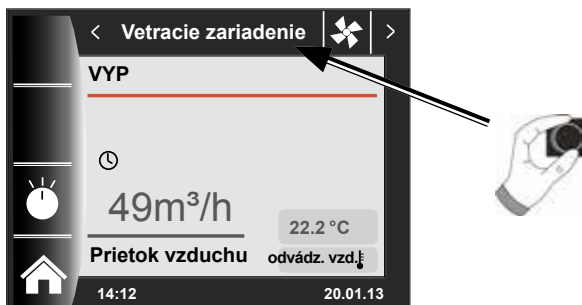 < Vetracie zariadenie >
VYP
49m³/h
22.2 °C
Prietok vzduchu
odvádz. vzd.
14:12
20.01.13